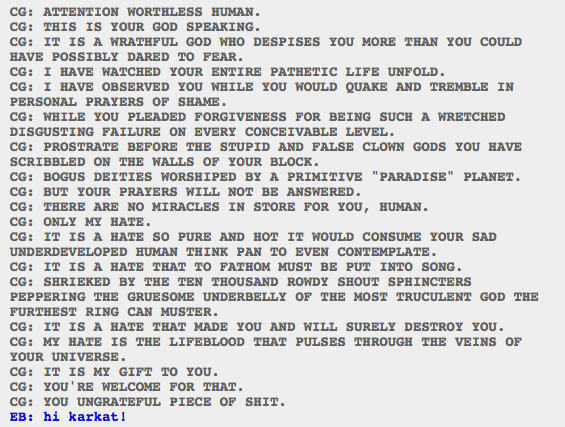 CG: ATTENTION WORTHLESS HUMAN.
CG: THIS IS YOUR GOD SPEAKING.
CG: IT IS A WRATHFUL GOD WHO DESPISES YOU MORE THAN YOU COULD
HAVE POSSIBLY DARED TO FEAR.
CG: I HAVE WATCHED YOUR ENTIRE PATHETIC LIFE UNFOLD.
CG: I HAVE OBSERVED YOU WHILE YOU WOULD QUAKE AND TREMBLE IN
PERSONAL PRAYERS OF SHAME.
CG: WHILE YOU PLEADED FORGIVENESS FOR BEING SUCH A WRETCHED
DISGUSTING FAILURE ON EVERY CONCEIVABLE LEVEL.
CG: PROSTRATE BEFORE THE STUPID AND FALSE CLOWN GODS YOU HAVE
SCRIBBLED ON THE WALLS OF YOUR BLOCK.
CG: BOGUS DEITIES WORSHIPED BY A PRIMITIVE "PARADISE" PLANET.
CG: BUT YOUR PRAYERS WILL NOT BE ANSWERED.
CG: THERE ARE NO MIRACLES IN STORE FOR YOU, HUMAN.
CG: ONLY MY HATE.
CG: IT IS A HATE SO PURE AND HOT IT WOULD CONSUME YOUR SAD
UNDERDEVELOPED HUMAN THINK PAN TO EVEN CONTEMPLATE.
CG: IT IS A HATE THAT TO FATHOM MUST BE PUT INTO SONG.
CG: SHRIEKED BY THE TEN THOUSAND ROWDY SHOUT SPHINCTERS
PEPPERING THE GRUESOME UNDERBELLY OF THE MOST TRUCULENT GOD THE
FURTHEST RING CAN MUSTER.
CG: IT IS A HATE THAT MADE YOU AND WILL SURELY DESTROY YOU.
CG: MY HATE IS THE LIFEBLOOD THAT PULSES THROUGH THE VEINS OF
YOUR UNIVERSE.
CG: IT IS MY GIFT TO YOU.
CG: YOU'RE WELCOME FOR THAT.
CG: YOU UNGRATEFUL PIECE OF SHIT.
EB: hi karkat!